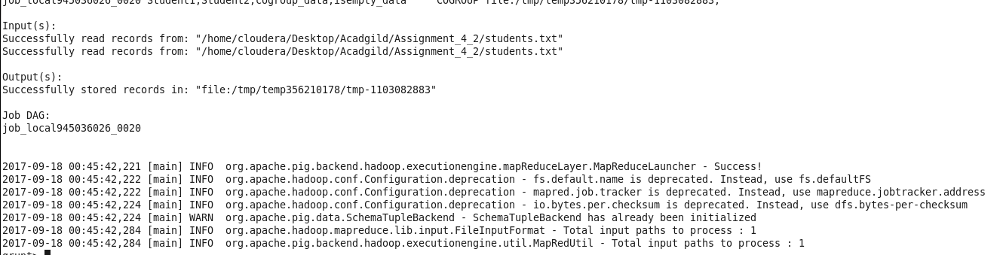 job_local945036026_0020 Student1,Student2,cogroup_data,isempty_data COGROUP file:/tmp/temp356210178/tmp-1103082883,
Input(s):
Successfully read records from: "/home/cloudera/Desktop/Acadgild/Assignment_4_2/students.txt"
Successfully read records from: "/home/cloudera/Desktop/Acadgild/Assignment_4_2/students.txt"
Output(s):
Successfully stored records in: "file:/tmp/temp356210178/tmp-1103082883"
Job DAG:
job_local945036026_0020
2017-09-18 00:45:42,221 [main] INFO  org.apache.pig.backend.hadoop.executionengine.mapReduceLayer.MapReduceLauncher - Success!
2017-09-18 00:45:42,222 [main] INFO  org.apache.hadoop.conf.Configuration.deprecation - fs.default.name is deprecated. Instead, use fs.defaultFS
2017-09-18 00:45:42,222 [main] INFO  org.apache.hadoop.conf.Configuration.deprecation - mapred.job.tracker is deprecated. Instead, use mapreduce.jobtracker.address
2017-09-18 00:45:42,224 [main] INFO  org.apache.hadoop.conf.Configuration.deprecation - io.bytes.per.checksum is deprecated. Instead, use dfs.bytes-per-checksum
2017-09-18 00:45:42,224 [main] WARN  org.apache.pig.data.SchemaTupleBackend - SchemaTupleBackend has already been initialized
2017-09-18 00:45:42,284 [main] INFO  org.apache.hadoop.mapreduce.lib.input.FileInputFormat - Total input paths to process : 1
2017-09-18 00:45:42,284 [main] INFO  org.apache.pig.backend.hadoop.executionengine.util.MapRedUtil - Total input paths to process : 1
grunt>